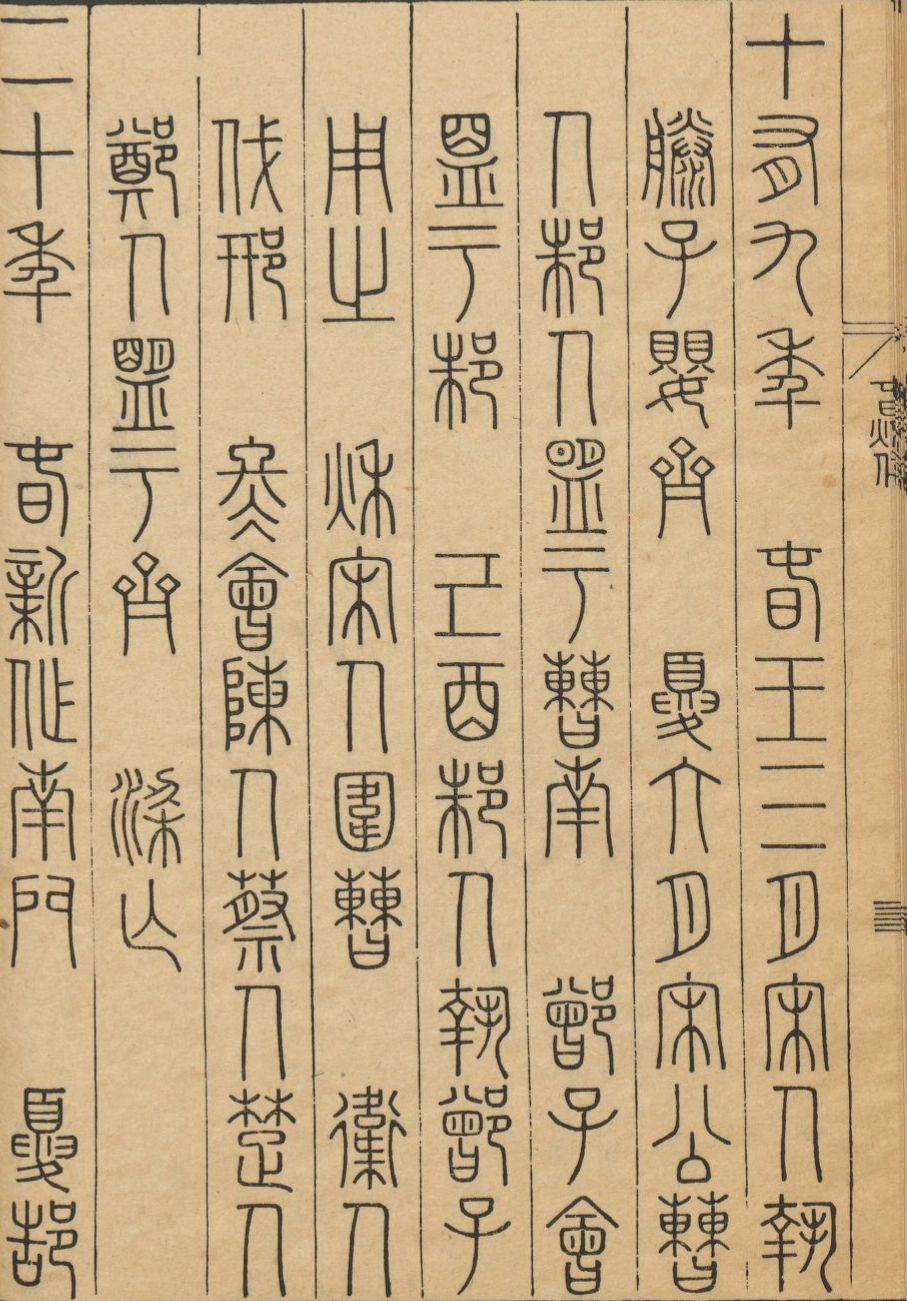 十有九年 春王三月宋人執
滕子嬰齊 夏六月宋公曹
人邾人盟于曹南 鄫子會
盟于邾 己酉邾人執鄫子
用之 秋宋人圍曹 衞人
伐邢 冬會陳人蔡人楚人
鄭人盟于齊 梁亡
二十年 春新作南門 夏郜